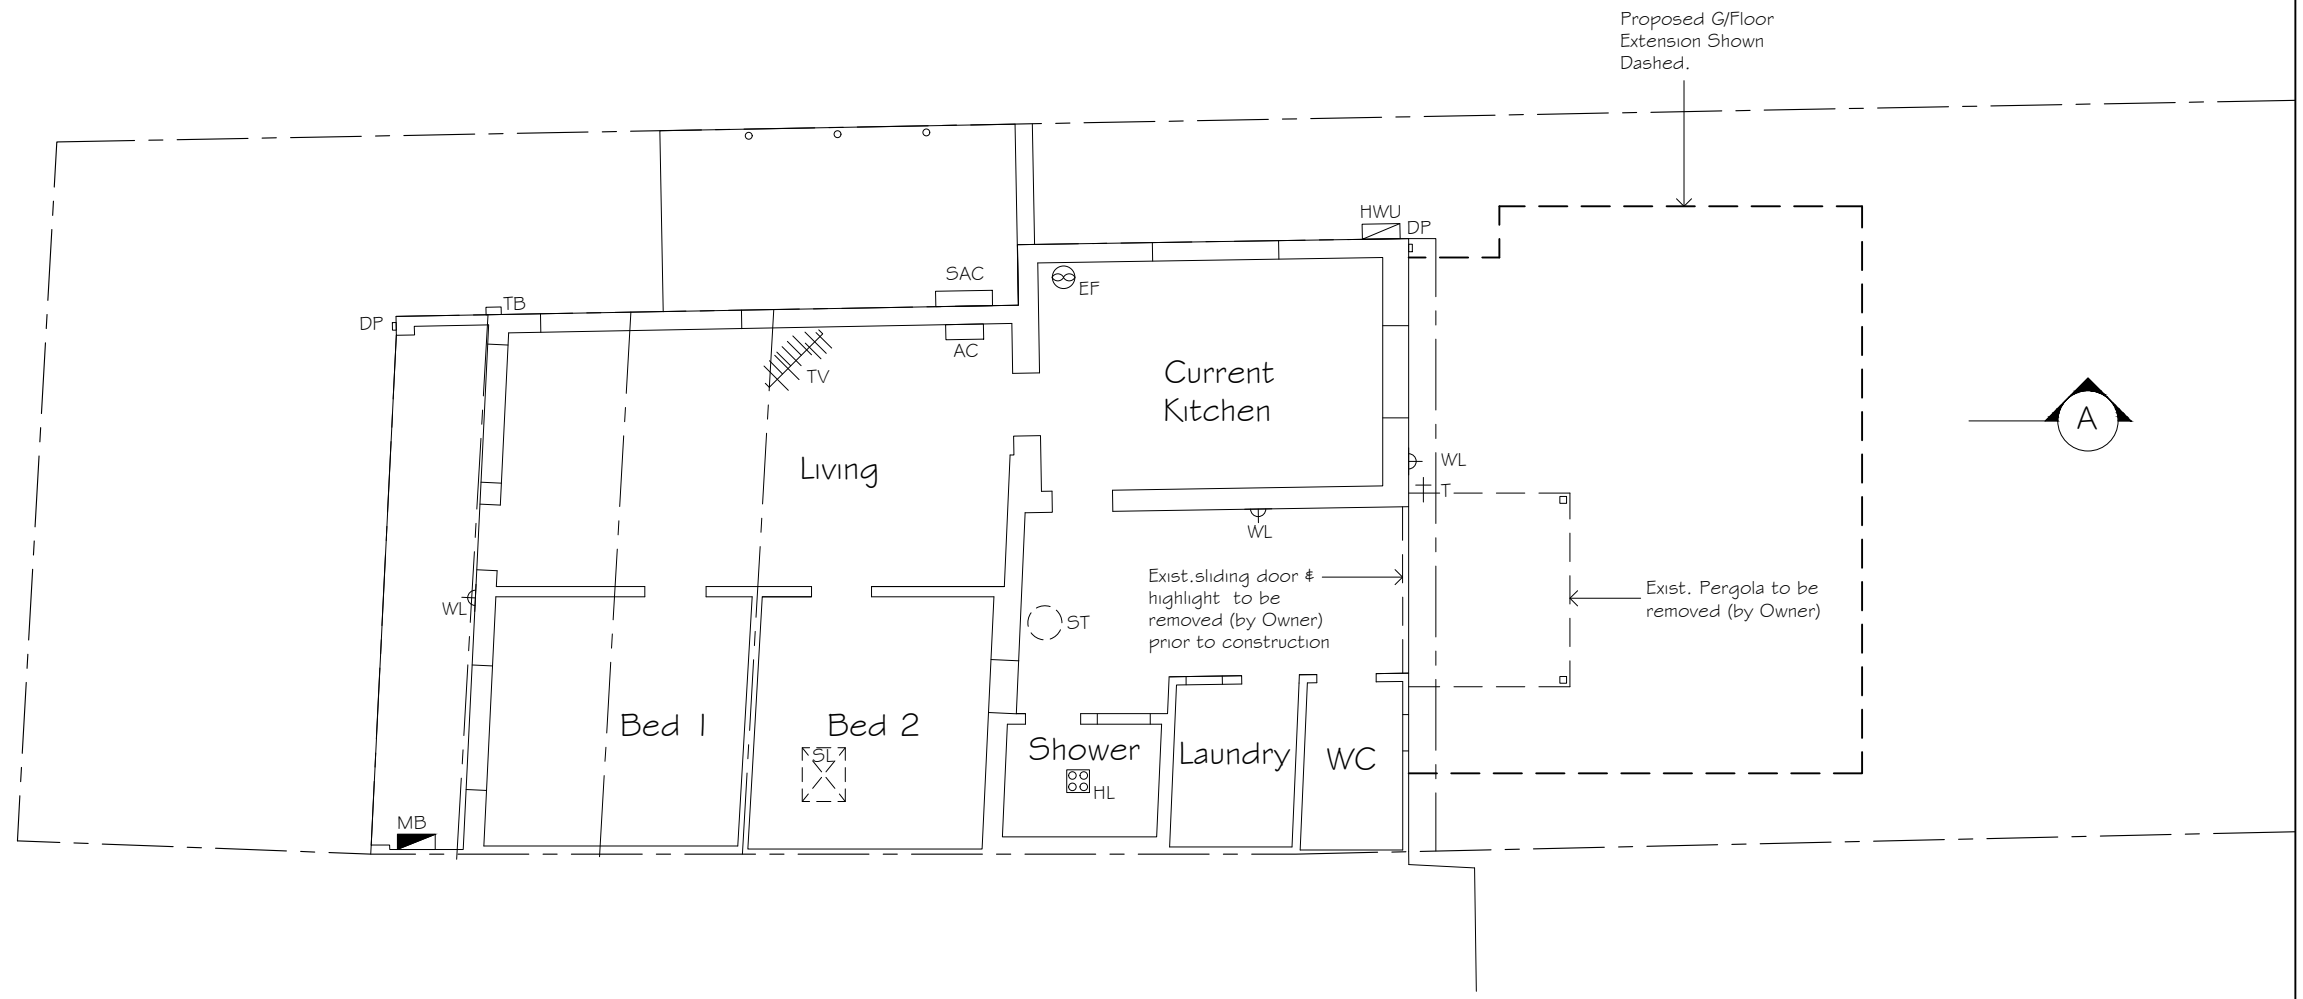 Proposed G/Floor
Extension Shown
Dashed.
HWU
DP
SAC
EF
TB
DP
AC
TV
Current
Kitchen
A
Living
WL
T
WL
Exist.sliding door &
highlight to be
removed (by Owner)
prior to construction
Exist. Pergola to be
removed (by Owner)
WL
ST
Bed 1
Bed 2
SL
Shower
HL
Laundry
WC
MB